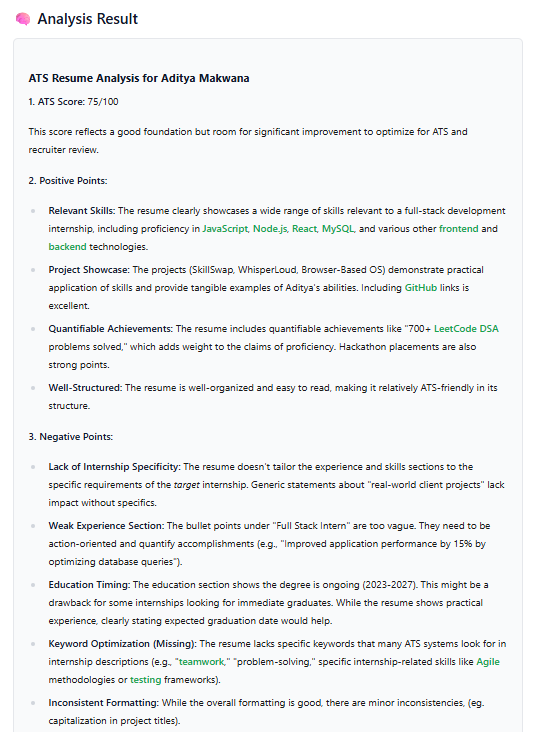 Analysis Result
ATS Resume Analysis for Aditya Makwana
1. ATS Score: 75/100
This score reflects a good foundation but room for significant improvement to optimize for ATS and
recruiter review.
2. Positive Points:
Relevant Skills: The resume clearly showcases a wide range of skills relevant to a full-stack development
internship, including proficiency in JavaScript, Node.js, React, MySQL, and various other frontend and
backend technologies.
Project Showcase: The projects (SkillSwap, WhisperLoud, Browser-Based OS) demonstrate practical
application of skills and provide tangible examples of Aditya's abilities. Including GitHub links is
excellent.
Quantifiable Achievements: The resume includes quantifiable achievements like "700+ LeetCode DSA
problems solved," which adds weight to the claims of proficiency. Hackathon placements are also
strong points.
Well-Structured: The resume is well-organized and easy to read, making it relatively ATS-friendly in its
structure.
3. Negative Points:
Lack of Internship Specificity: The resume doesn't tailor the experience and skills sections to the
specific requirements of the target internship. Generic statements about "real-world client projects" lack
impact without specifics.
Weak Experience Section: The bullet points under "Full Stack Intern" are too vague. They need to be
action-oriented and quantify accomplishments (e.g., "Improved application performance by 15% by
optimizing database queries").
Education Timing: The education section shows the degree is ongoing (2023-2027). This might be a
drawback for some internships looking for immediate graduates. While the resume shows practical
experience, clearly stating expected graduation date would help.
Keyword Optimization (Missing): The resume lacks specific keywords that many ATS systems look for in
internship descriptions (e.g., "teamwork," "problem-solving," specific internship-related skills like Agile
methodologies or testing frameworks).
Inconsistent Formatting: While the overall formatting is good, there are minor inconsistencies, (eg.
capitalization in project titles).